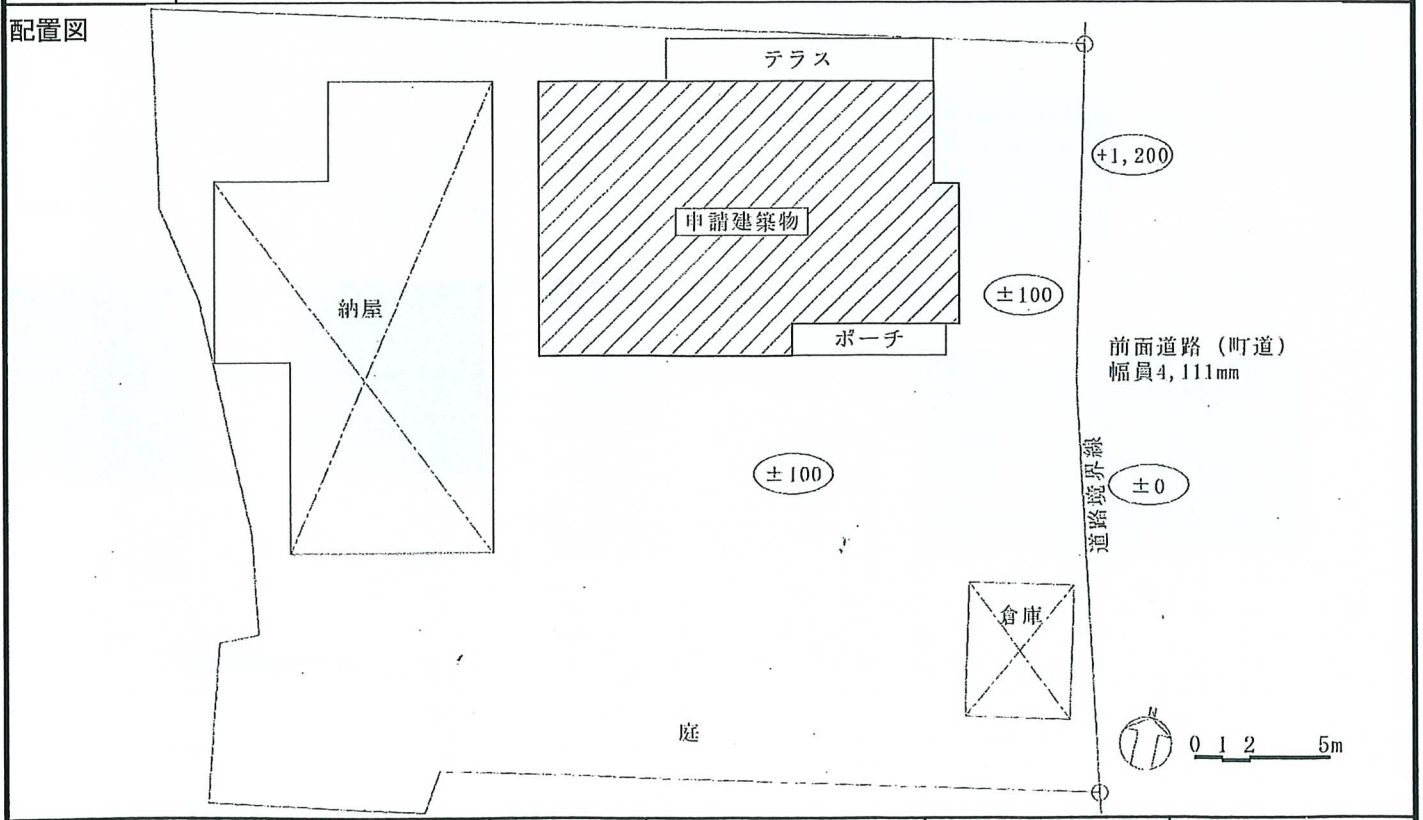 配置図
テラス
+1,200
申請建築物
±100
納屋
ポーチ
前面道路（町道）
幅員4,111mm
道路境界線
±100
±0
倉庫
庭
N
0 1 2 5m